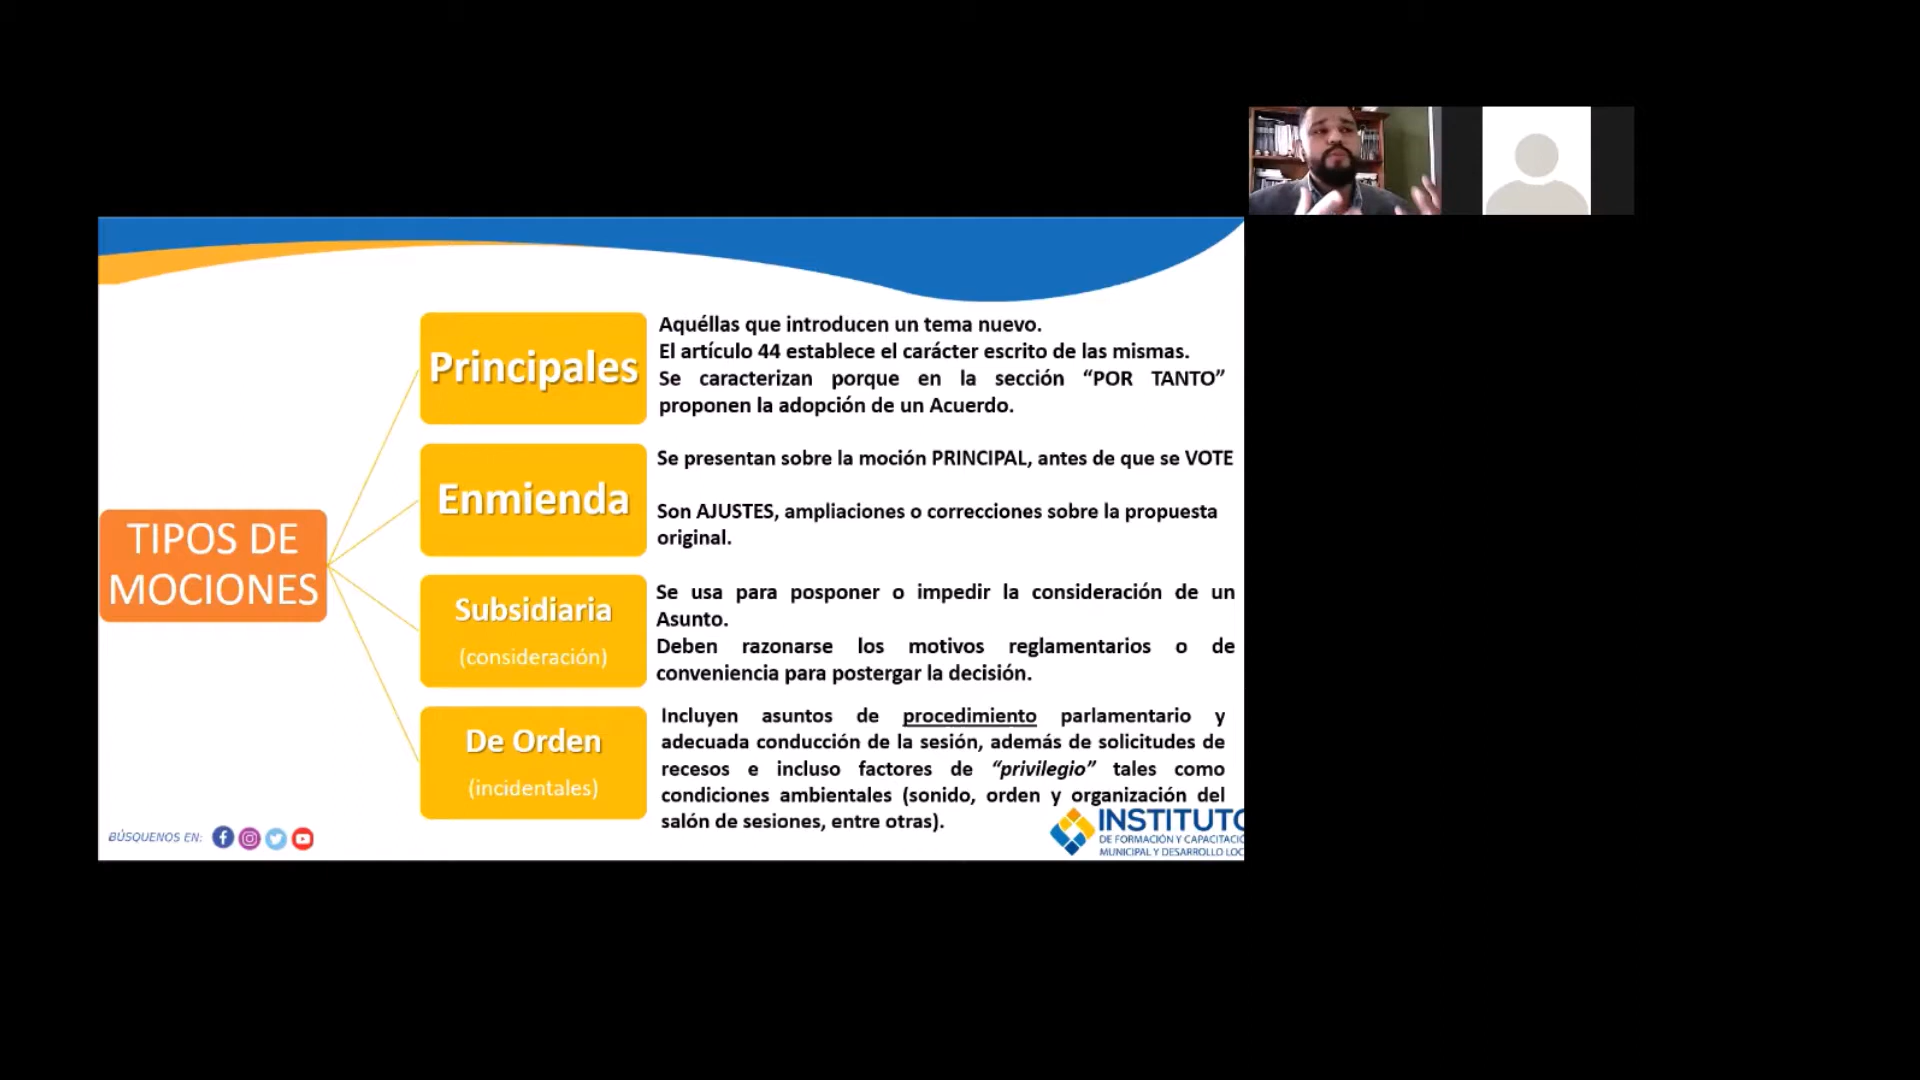 TIPOS DE
MOCIONES
Principales
Aquéllas que introducen un tema nuevo.
El artículo 44 establece el carácter escrito de las mismas.
Se caracterizan porque en la sección “POR TANTO”
proponen la adopción de un Acuerdo.
Enmienda
Se presentan sobre la moción PRINCIPAL, antes de que se VOTE
Son AJUSTES, ampliaciones o correcciones sobre la propuesta
original.
Subsidiaria
(consideración)
Se usa para posponer o impedir la consideración de un
Asunto.
Deben razonarse los motivos reglamentarios o de
conveniencia para postergar la decisión.
De Orden
(incidentales)
Incluyen asuntos de procedimiento parlamentario y
adecuada conducción de la sesión, además de solicitudes de
recesos e incluso factores de “privilegio” tales como
condiciones ambientales (sonido, orden y organización del
salón de sesiones, entre otras).
BÚSQUENOS EN:
INSTITUTO
DE FORMACIÓN Y CAPACITACIÓ
MUNICIPAL Y DESARROLLO LOC